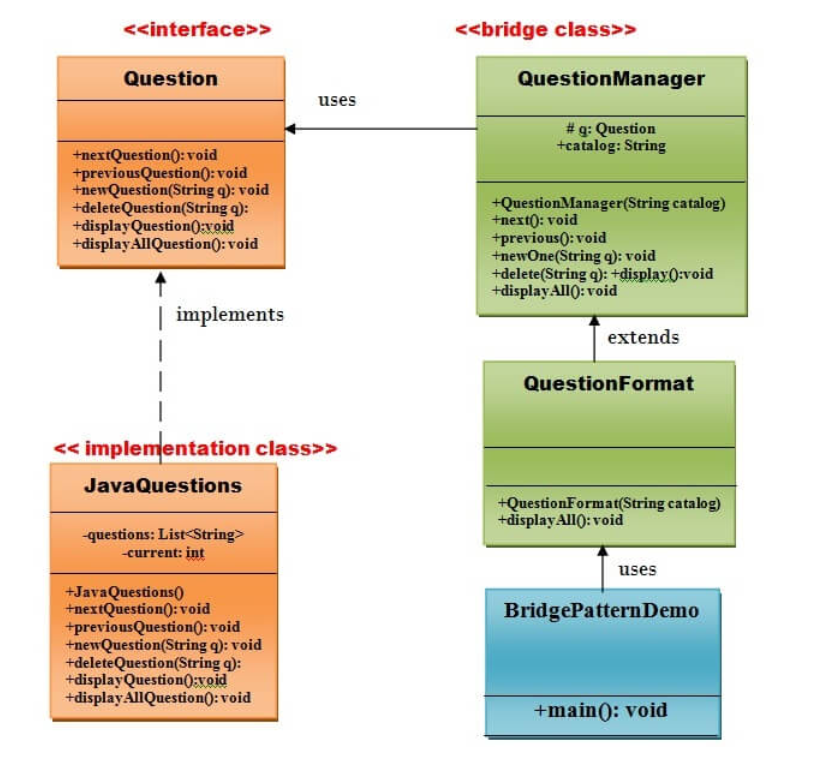 <<interface>>
Question
+nextQuestion(): void
+previousQuestion(): void
+newQuestion(String q): void
+deleteQuestion(String q):
+displayQuestion():void
+displayAllQuestion(): void
uses
<<bridge class>>
QuestionManager
# q: Question
+catalog: String
+QuestionManager(String catalog)
+next(): void
+previous(): void
+newOne(String q): void
+delete(String q): +display():void
+displayAll(): void
implements
extends
<< implementation class>>
JavaQuestions
-questions: List<String>
-current: int
+JavaQuestions()
+nextQuestion(): void
+previousQuestion(): void
+newQuestion(String q): void
+deleteQuestion(String q):
+displayQuestion():void
+displayAllQuestion(): void
QuestionFormat
+QuestionFormat(String catalog)
+displayAll(): void
uses
BridgePatternDemo
+main(): void